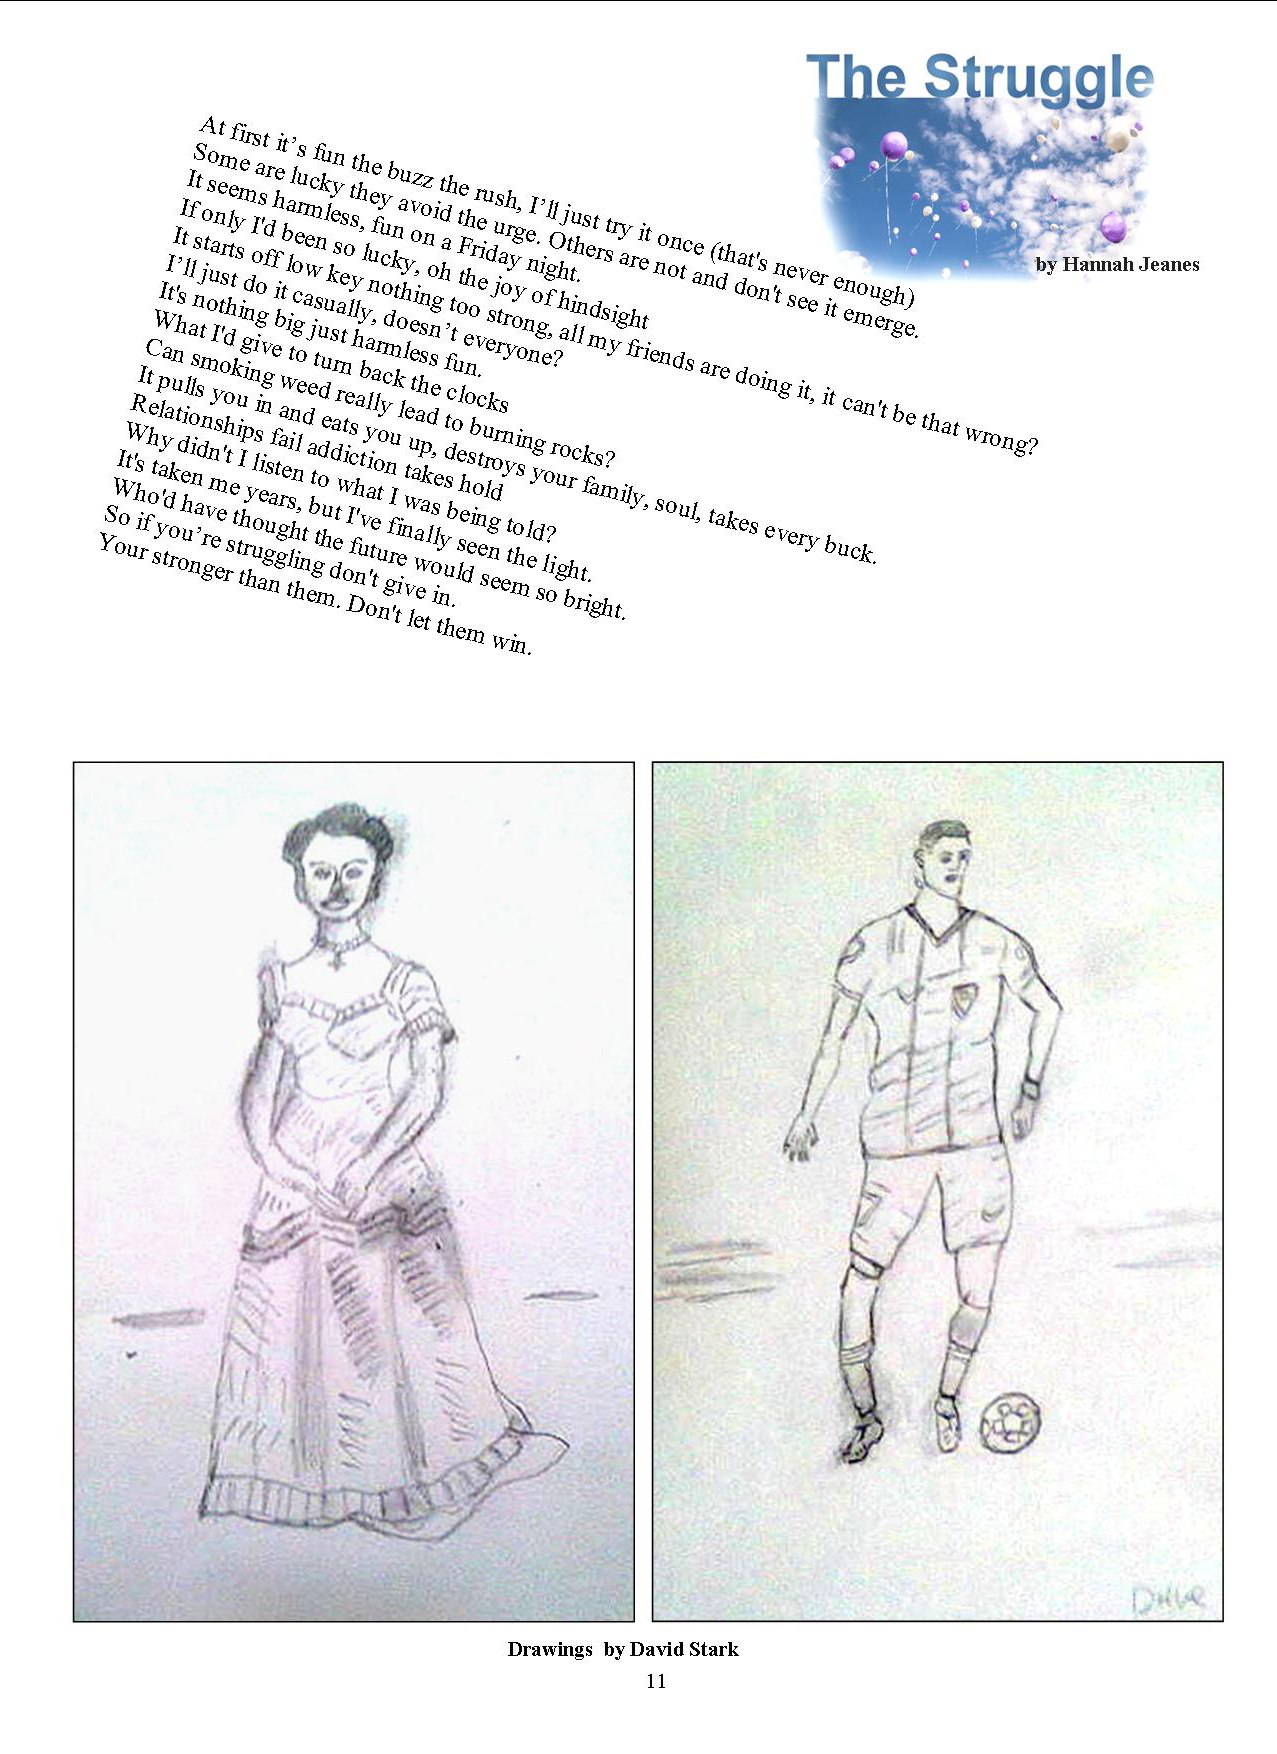 The Struggle
by Hannah Jeanes
At first it’s fun the buzz the rush, I’ll just try it once (that's never enough)
Some are lucky they avoid the urge. Others are not and don't see it emerge.
It seems harmless, fun on a Friday night.
If only I'd been so lucky, oh the joy of hindsight
It starts off low key nothing too strong, all my friends are doing it, it can't be that wrong?
I’ll just do it casually, doesn’t everyone?
It's nothing big just harmless fun.
What I'd give to turn back the clocks
Can smoking weed really lead to burning rocks?
It pulls you in and eats you up, destroys your family, soul, takes every buck.
Relationships fail addiction takes hold
Why didn't I listen to what I was being told?
It's taken me years, but I've finally seen the light.
Who'd have thought the future would seem so bright.
So if you’re struggling don't give in.
Your stronger than them. Don't let them win.
7
Drawings  by David Stark
11